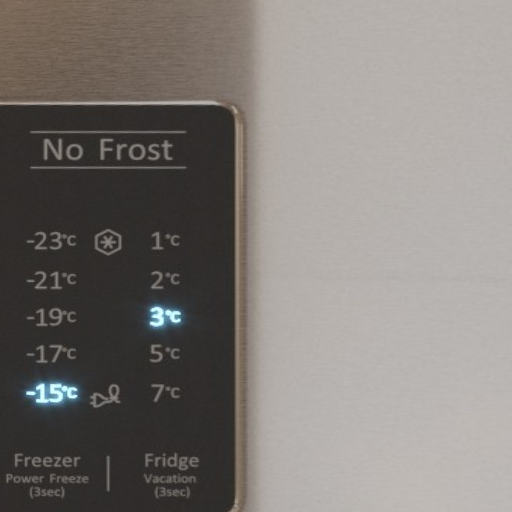 No Frost
-23°C 1°C
-21°C 2°C
-19°C 3°C
-17°C 5°C
-15°C 7°C
Freezer Fridge
Power Freeze Vacation
(3sec) (3sec)